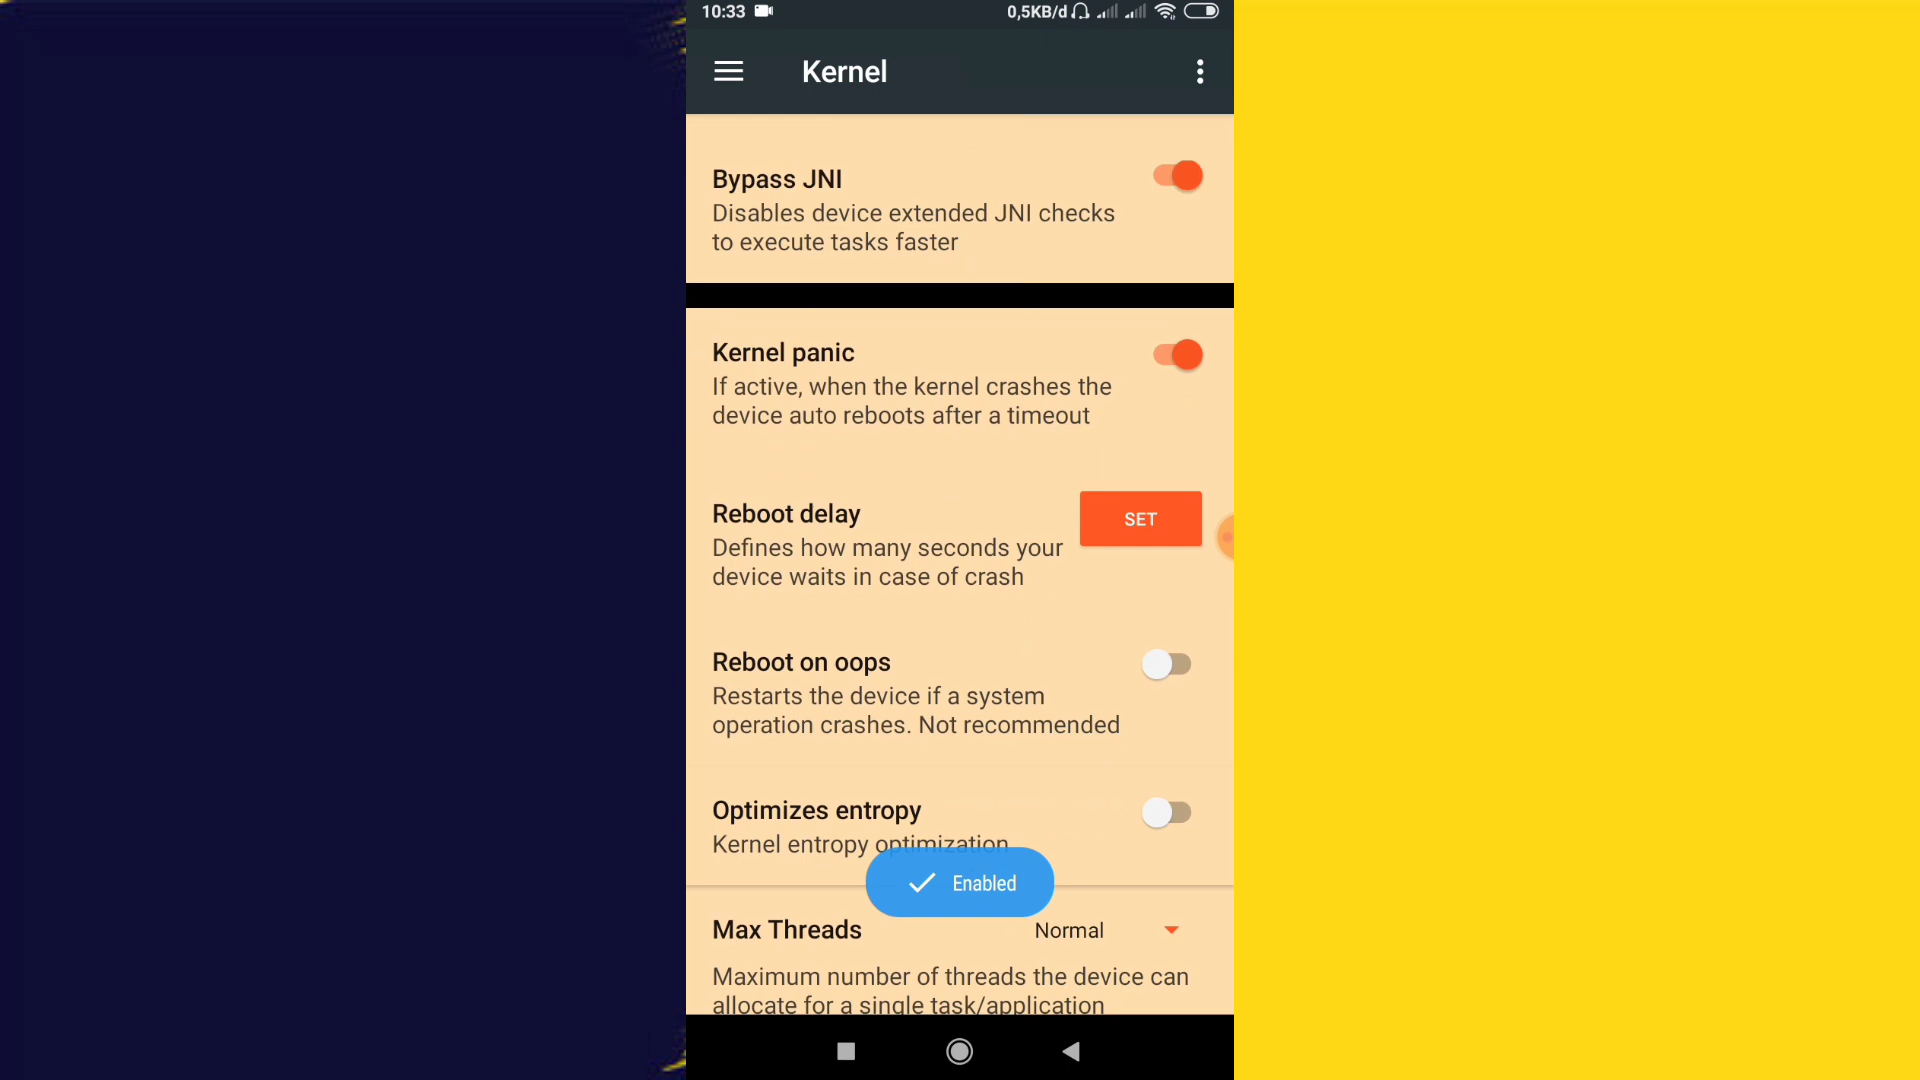 10:33
0,5KB/d
Kernel
Bypass JNI
Disables device extended JNI checks
to execute tasks faster
Kernel panic
If active, when the kernel crashes the
device auto reboots after a timeout
Reboot delay
SET
Defines how many seconds your
device waits in case of crash
Reboot on oops
Restarts the device if a system
operation crashes. Not recommended
Optimizes entropy
Kernel entropy optimization
Enabled
Max Threads
Normal
Maximum number of threads the device can
allocate for a single task/application